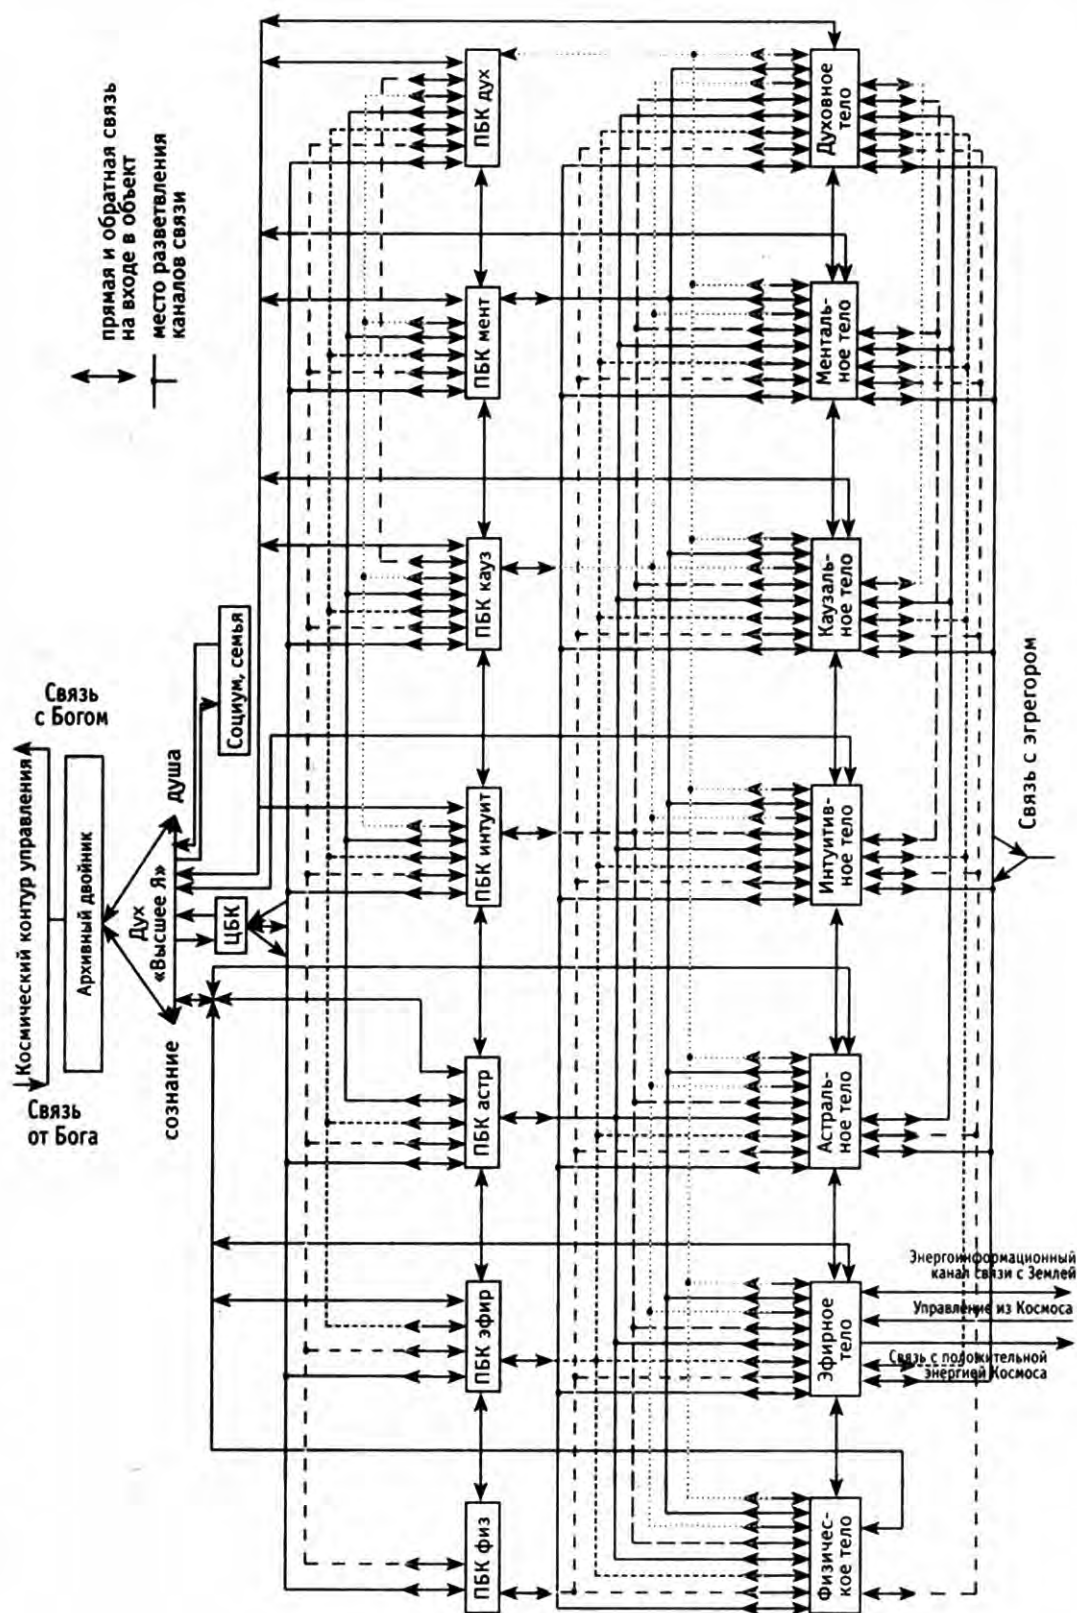 Связь
с Богом
Космический контур управления
Связь
от Бога
Архивный двойник
душа
Дух
«Высшее Я»
сознание
ЦБК
Социум, семья
прямая и обратная связь
на входе в объект
место разветвления
каналов связи
ПБК физ
ПБК эфир
ПБК астр
ПБК интуит
ПБК кауз
ПБК мент
ПБК дух
Физичес-
кое тело
Эфирное
тело
Астраль-
ное тело
Интуитив-
ное тело
Каузаль-
ное тело
Менталь-
ное тело
Духовное
тело
Энергоинформационный
канал связи с Землей
Управление из Космоса
Связь с положительной
энергией Космоса
Связь с эгрегором